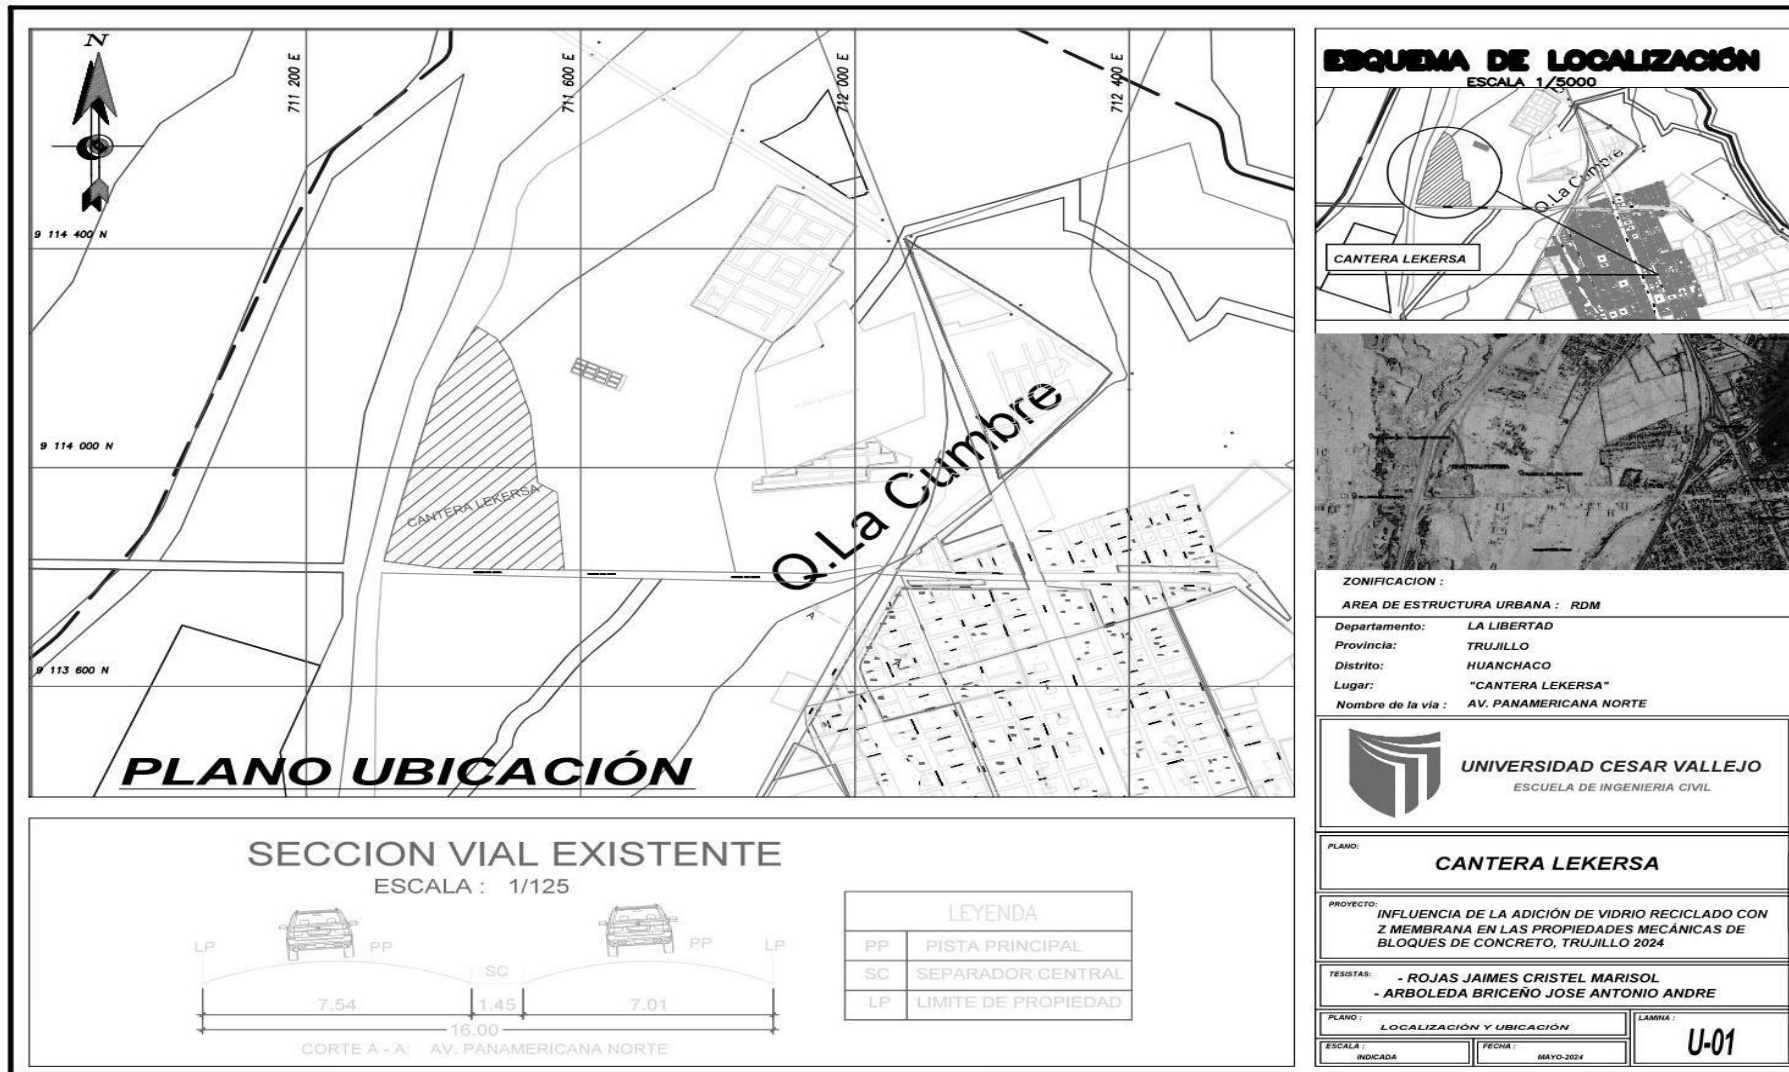 N
711 200 E
711 600 E
712 000 E
712 400 E
9 114 400 N
9 114 000 N
9 113 600 N
CANTERA LEKERSA
Q.La Cumbre
A
PLANO UBICACIÓN
SECCION VIAL EXISTENTE
ESCALA : 1/125
LP
PP
SC
PP
LP
7.54
1.45
7.01
16.00
CORTE A - A: AV. PANAMERICANA NORTE
LEYENDA
PP PISTA PRINCIPAL
SC SEPARADOR CENTRAL
LP LIMITE DE PROPIEDAD
ESQUEMA DE LOCALIZACIÓN
ESCALA 1/5000
Q.La Cumbre
CANTERA LEKERSA
ZONIFICACION :
AREA DE ESTRUCTURA URBANA : RDM
Departamento: LA LIBERTAD
Provincia: TRUJILLO
Distrito: HUANCHACO
Lugar: "CANTERA LEKERSA"
Nombre de la via : AV. PANAMERICANA NORTE
UNIVERSIDAD CESAR VALLEJO
ESCUELA DE INGENIERIA CIVIL
PLANO:
CANTERA LEKERSA
PROYECTO:
INFLUENCIA DE LA ADICIÓN DE VIDRIO RECICLADO CON
Z MEMBRANA EN LAS PROPIEDADES MECÁNICAS DE
BLOQUES DE CONCRETO, TRUJILLO 2024
TESISTAS: - ROJAS JAIMES CRISTEL MARISOL
- ARBOLEDA BRICEÑO JOSE ANTONIO ANDRE
PLANO :
LOCALIZACIÓN Y UBICACIÓN
LAMINA :
U-01
ESCALA :
INDICADA
FECHA :
MAYO-2024